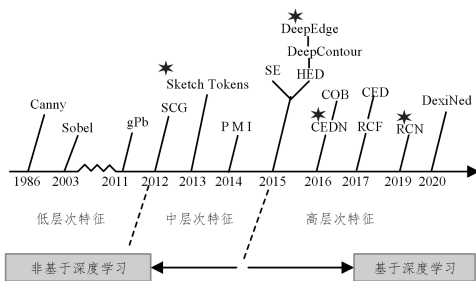 DeepEdge
DeepContour
SE HED
Sketch Tokens
COB CED
Canny SCG DexiNed
Sobel gPb PMI CEDN RCF RCN
1986 2003 2011 2012 2013 2014 2015 2016 2017 2019 2020
低层次特征 中层次特征 高层次特征
非基于深度学习 基于深度学习